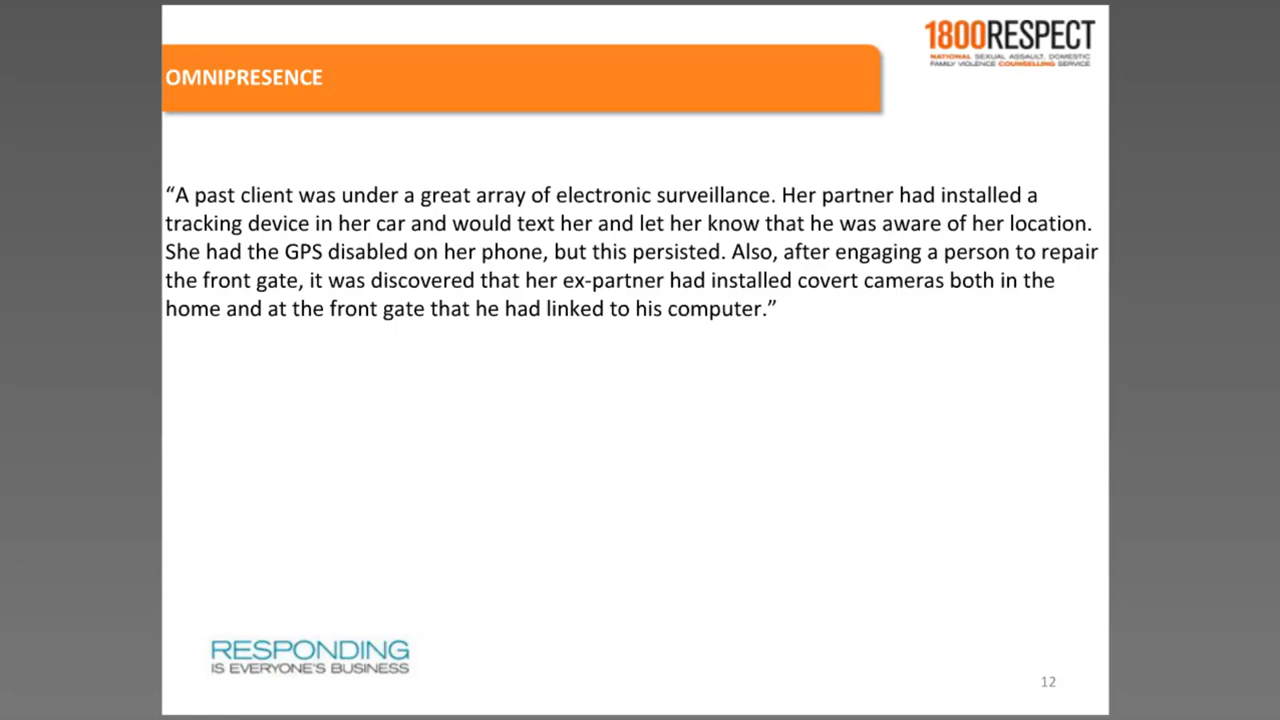 1800RESPECT
NATIONAL SEXUAL ASSAULT, DOMESTIC
FAMILY VIOLENCE COUNSELLING SERVICE
OMNIPRESENCE
“A past client was under a great array of electronic surveillance. Her partner had installed a
tracking device in her car and would text her and let her know that he was aware of her location.
She had the GPS disabled on her phone, but this persisted. Also, after engaging a person to repair
the front gate, it was discovered that her ex-partner had installed covert cameras both in the
home and at the front gate that he had linked to his computer.”
RESPONDING
IS EVERYONE'S BUSINESS
12